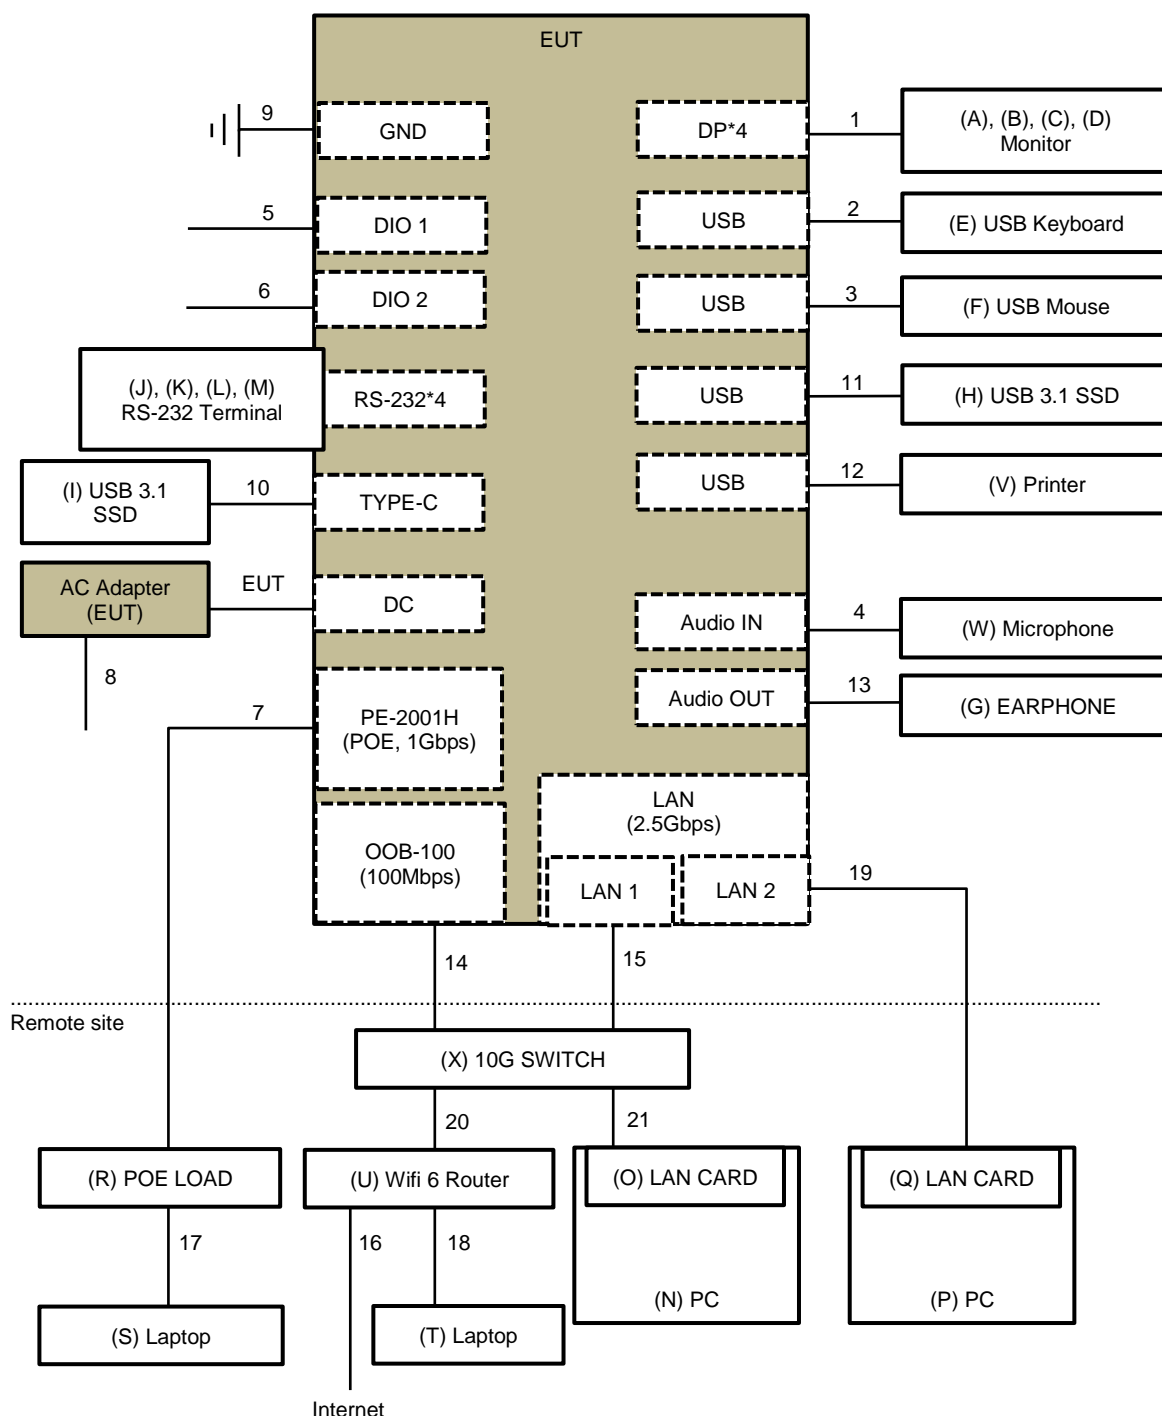 EUT
9
GND
DP*4
1
(A), (B), (C), (D)
Monitor
5
DIO 1
USB
2
(E) USB Keyboard
6
DIO 2
USB
3
(F) USB Mouse
(J), (K), (L), (M)
RS-232 Terminal
RS-232*4
USB
11
(H) USB 3.1 SSD
(I) USB 3.1
SSD
10
TYPE-C
USB
12
(V) Printer
AC Adapter
(EUT)
EUT
DC
8
Audio IN
4
(W) Microphone
7
PE-2001H
(POE, 1Gbps)
Audio OUT
13
(G) EARPHONE
OOB-100
(100Mbps)
LAN
(2.5Gbps)
LAN 1
LAN 2
19
14
15
Remote site
(X) 10G SWITCH
20
21
(R) POE LOAD
(U) Wifi 6 Router
(O) LAN CARD
(Q) LAN CARD
17
16
18
(N) PC
(P) PC
(S) Laptop
(T) Laptop
Internet